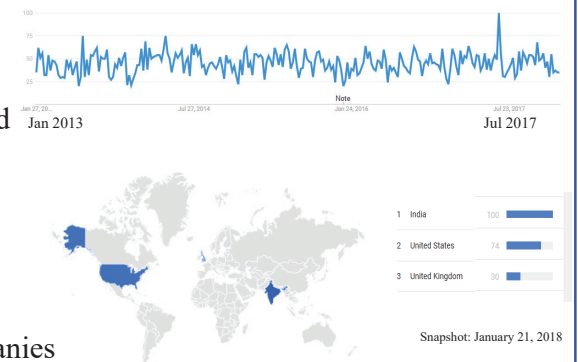 100
75
50
25
Jan 27, 20...
Jul 27, 2014
Jan 24, 2016
Jul 23, 2017
Note
d
Jan 2013
Jul 2017
1 India 100
2 United States 74
3 United Kingdom 30
Snapshot: January 21, 2018
anies